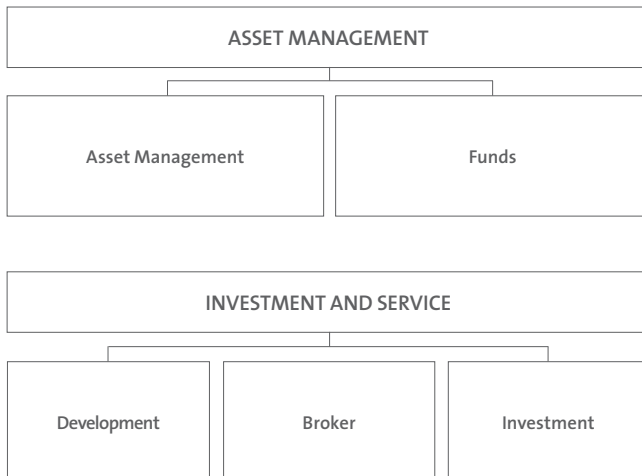 ASSET MANAGEMENT
Asset Management
Funds
INVESTMENT AND SERVICE
Development
Broker
Investment